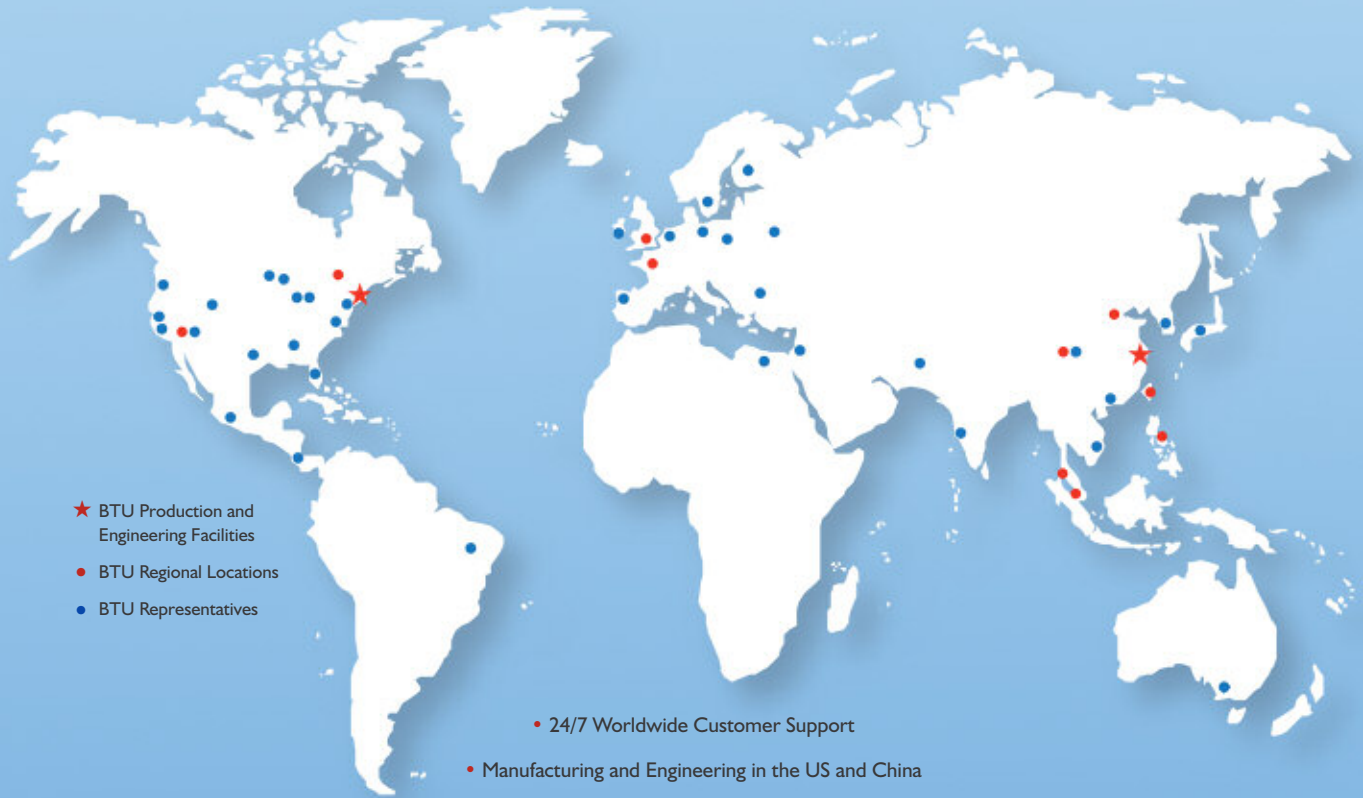 BTU Production and
Engineering Facilities
BTU Regional Locations
BTU Representatives
• 24/7 Worldwide Customer Support
• Manufacturing and Engineering in the US and China